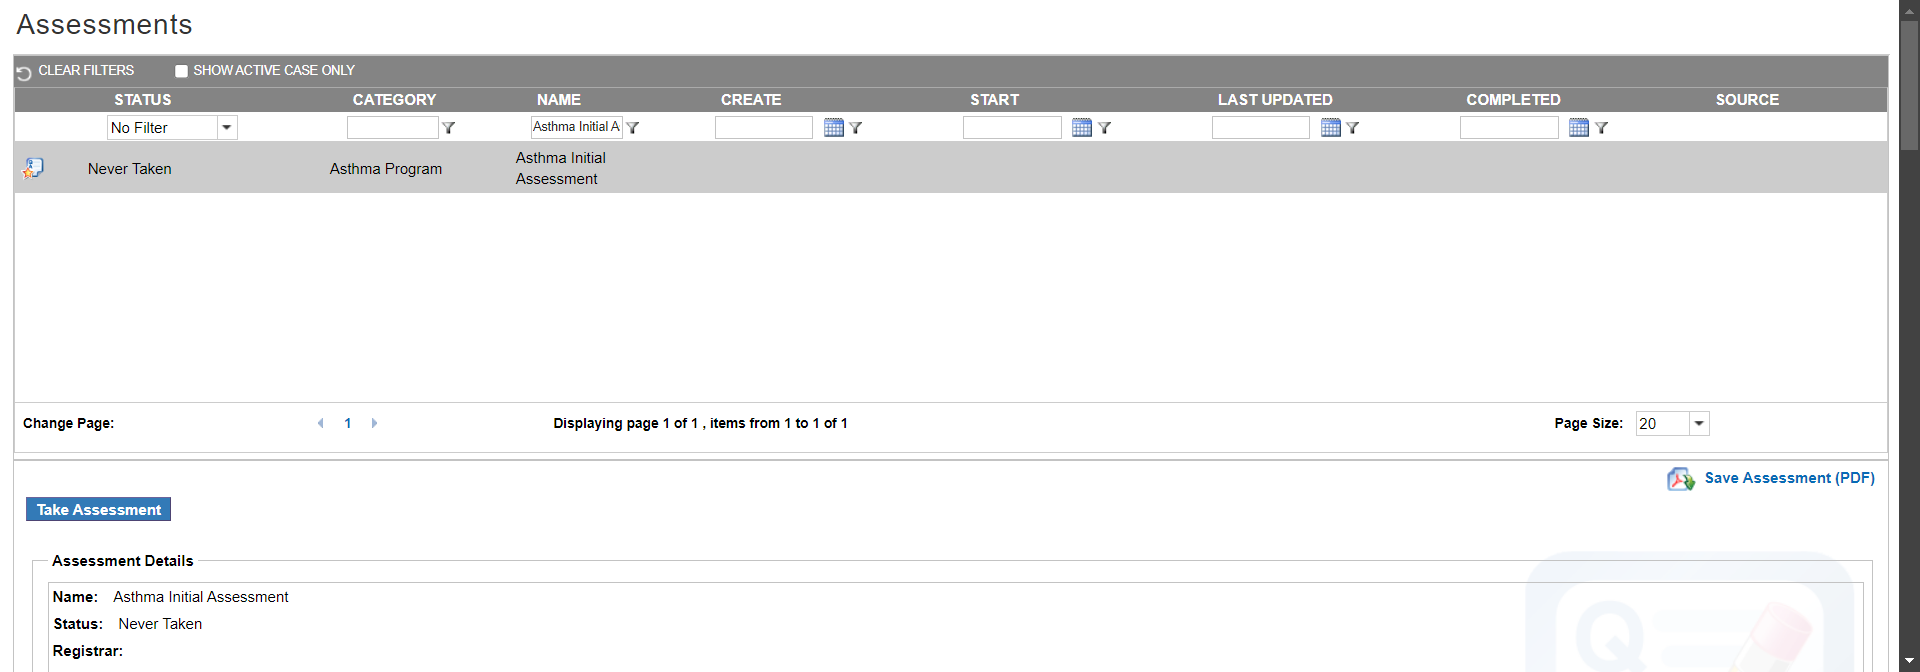 Assessments
CLEAR FILTERS SHOW ACTIVE CASE ONLY
STATUS CATEGORY NAME CREATE START LAST UPDATED COMPLETED SOURCE
No Filter Asthma Initial A
Never Taken Asthma Program Asthma Initial
Assessment
Change Page: 1 Displaying page 1 of 1 , items from 1 to 1 of 1 Page Size: 20
Save Assessment (PDF)
Take Assessment
Assessment Details
Name: Asthma Initial Assessment
Status: Never Taken
Registrar:
Q